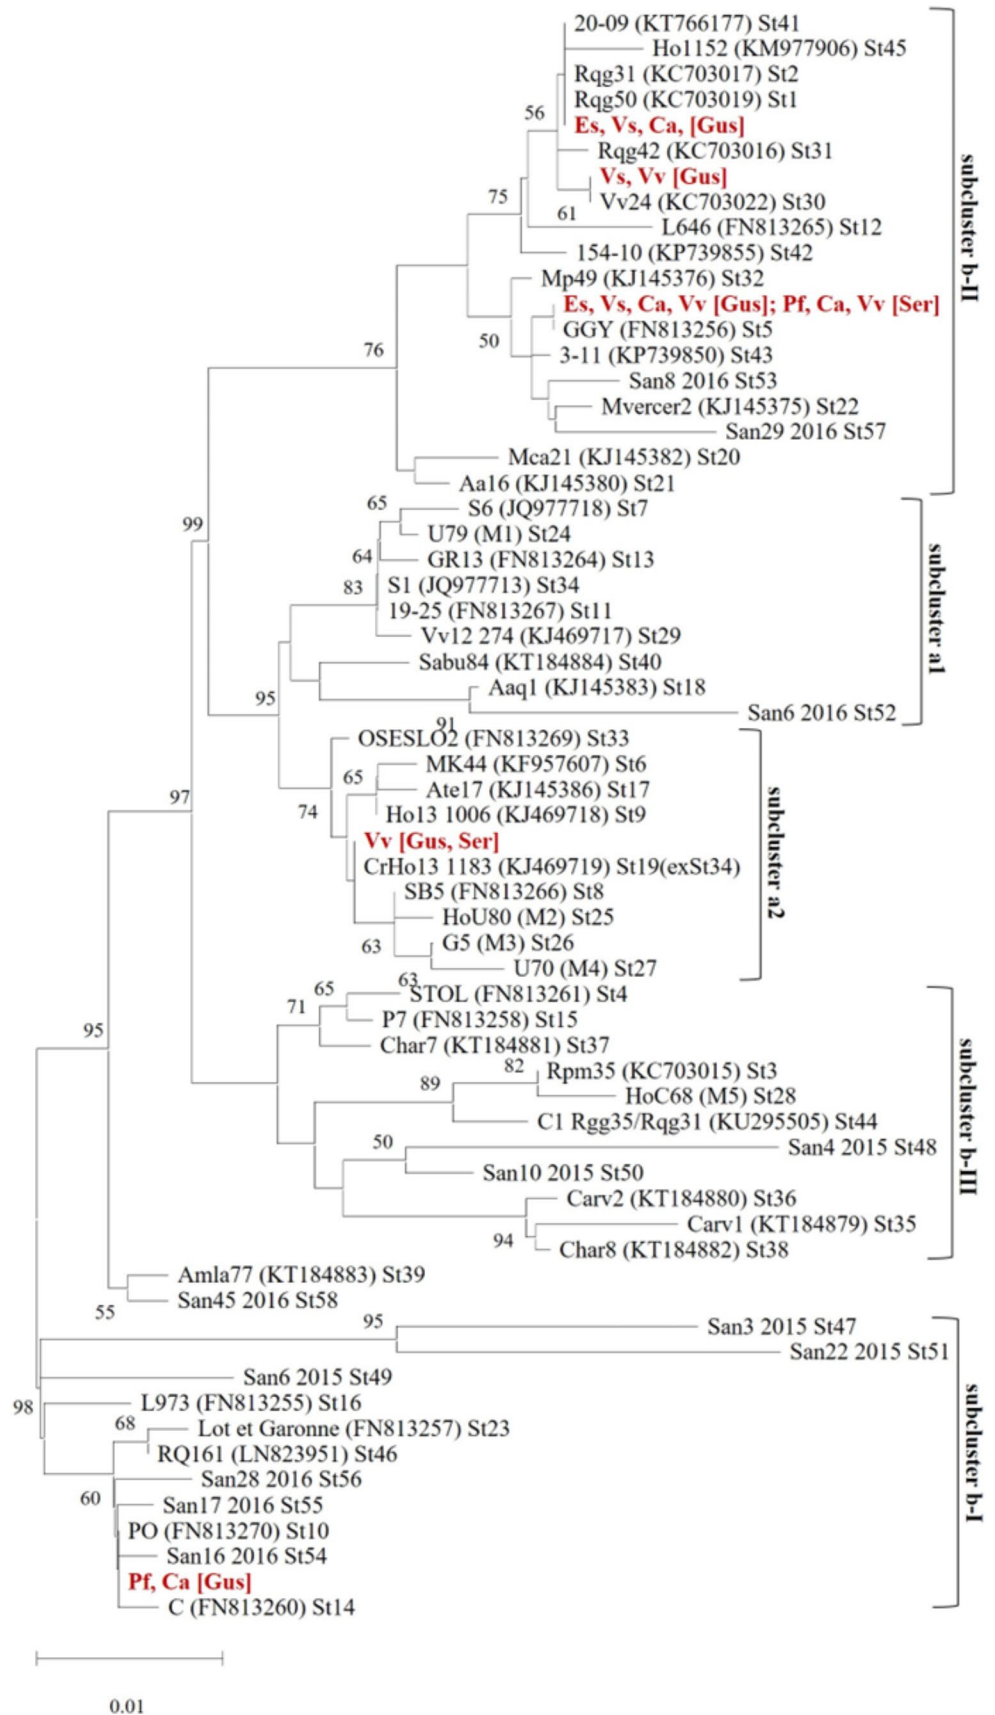 20-09 (KT766177) St41
Ho1152 (KM977906) St45
Rqg31 (KC703017) St2
Rqg50 (KC703019) St1
56
Es, Vs, Ca, [Gus]
Rqg42 (KC703016) St31
Vs, Vv [Gus]
75
Vv24 (KC703022) St30
61
L646 (FN813265) St12
154-10 (KP739855) St42
subcluster b-II
Mp49 (KJ145376) St32
Es, Vs, Ca, Vv [Gus]; Pf, Ca, Vv [Ser]
GGY (FN813256) St5
50
76
3-11 (KP739850) St43
San8 2016 St53
Mvercer2 (KJ145375) St22
San29 2016 St57
Mca21 (KJ145382) St20
Aa16 (KJ145380) St21
65
S6 (JQ977718) St7
99
U79 (M1) St24
64
GR13 (FN813264) St13
83
S1 (JQ977713) St34
19-25 (FN813267) St11
subcluster a1
Vv12 274 (KJ469717) St29
Sabu84 (KT184884) St40
95
Aaq1 (KJ145383) St18
San6 2016 St52
91
OSESLO2 (FN813269) St33
MK44 (KF957607) St6
65
Ate17 (KJ145386) St17
97
74
Ho13 1006 (KJ469718) St9
Vv [Gus, Ser]
subcluster a2
CrHo13 1183 (KJ469719) St19(exSt34)
SB5 (FN813266) St8
HoU80 (M2) St25
63
G5 (M3) St26
U70 (M4) St27
63
65
STOL (FN813261) St4
71
P7 (FN813258) St15
95
Char7 (KT184881) St37
82
Rpm35 (KC703015) St3
89
HoC68 (M5) St28
C1 Rgg35/Rqg31 (KU295505) St44
subcluster b-III
50
San4 2015 St48
San10 2015 St50
Carv2 (KT184880) St36
Carv1 (KT184879) St35
94
Char8 (KT184882) St38
Amla77 (KT184883) St39
San45 2016 St58
55
95
San3 2015 St47
San22 2015 St51
San6 2015 St49
98
L973 (FN813255) St16
68
Lot et Garonne (FN813257) St23
RQ161 (LN823951) St46
subcluster b-I
San28 2016 St56
60
San17 2016 St55
PO (FN813270) St10
San16 2016 St54
Pf, Ca [Gus]
C (FN813260) St14
0.01